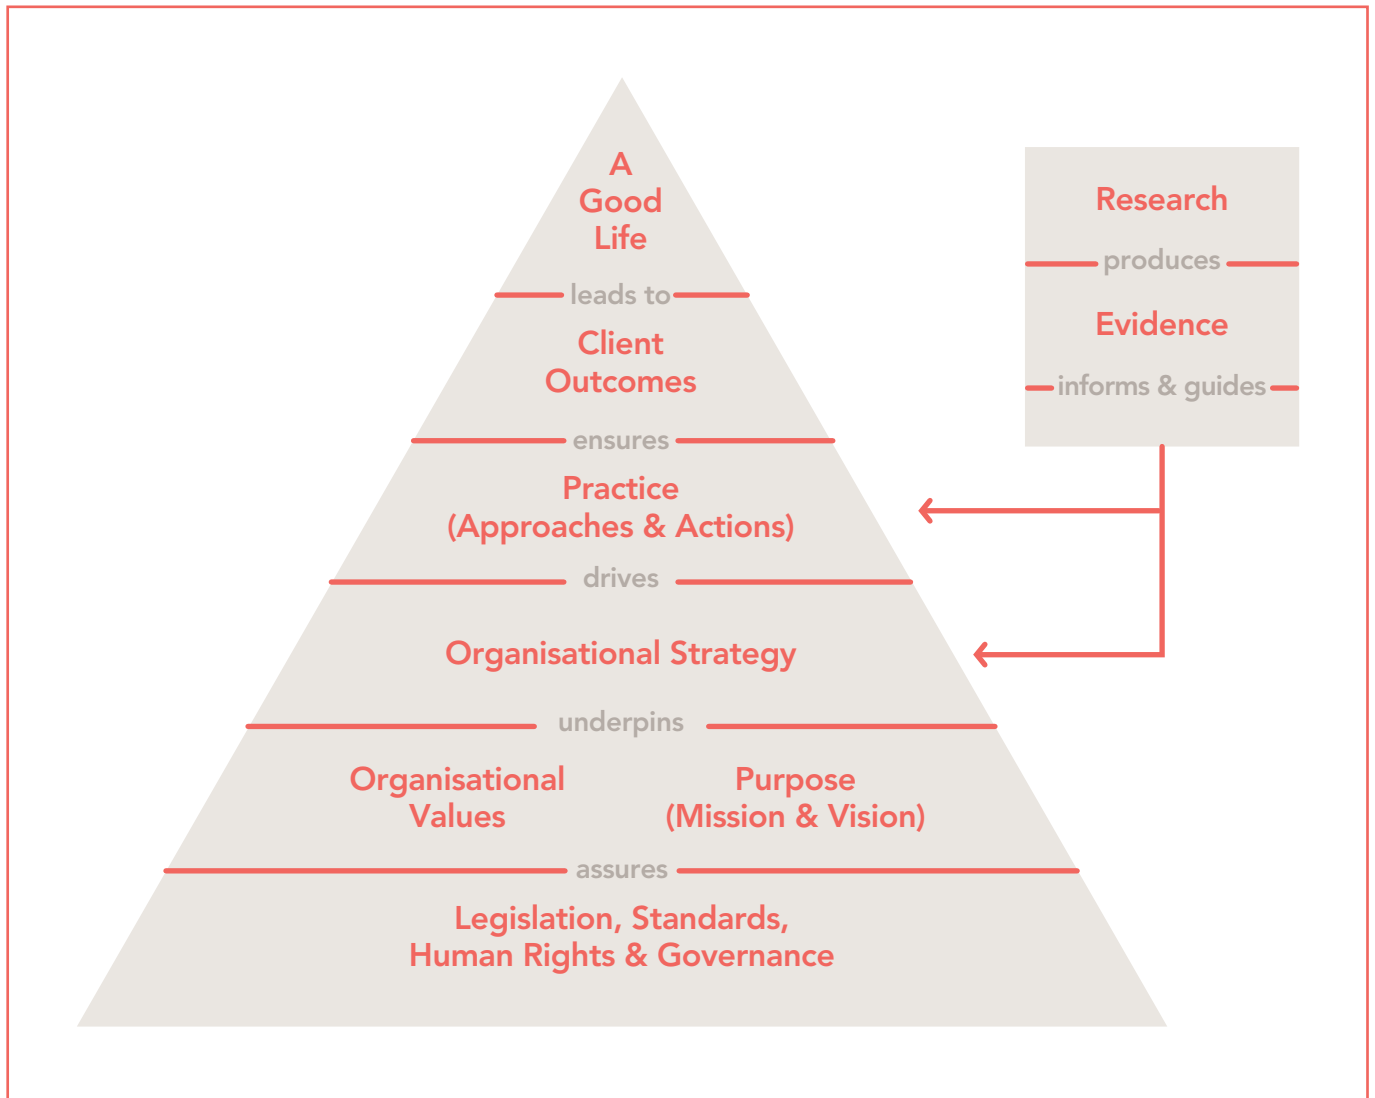 A
Good
Life
leads to
Client
Outcomes
ensures
Practice
(Approaches & Actions)
drives
Organisational Strategy
underpins
Organisational
Values
Purpose
(Mission & Vision)
assures
Legislation, Standards,
Human Rights & Governance
Research
produces
Evidence
informs & guides